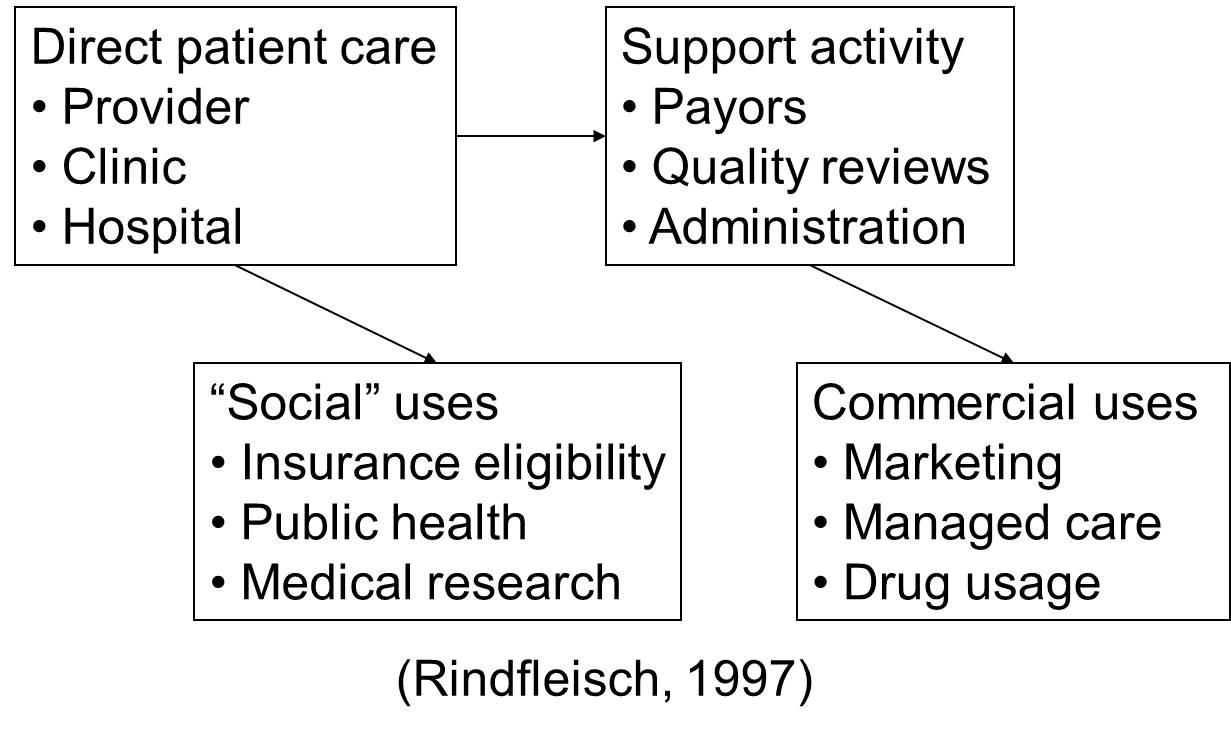 Direct patient care
• Provider
• Clinic
• Hospital
Support activity
• Payors
• Quality reviews
• Administration
“Social” uses
• Insurance eligibility
• Public health
• Medical research
Commercial uses
• Marketing
• Managed care
• Drug usage
(Rindfleisch, 1997)